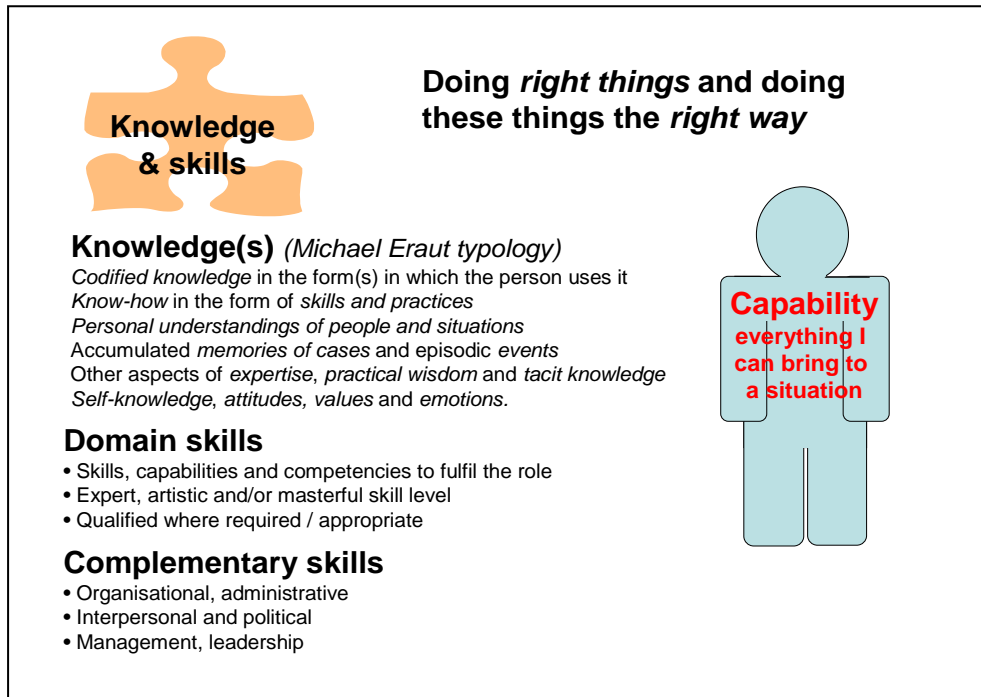 Knowledge
& skills
Doing right things and doing
these things the right way
Knowledge(s) (Michael Eraut typology)
Codified knowledge in the form(s) in which the person uses it
Know-how in the form of skills and practices
Personal understandings of people and situations
Accumulated memories of cases and episodic events
Other aspects of expertise, practical wisdom and tacit knowledge
Self-knowledge, attitudes, values and emotions.
Domain skills
• Skills, capabilities and competencies to fulfil the role
• Expert, artistic and/or masterful skill level
• Qualified where required / appropriate
Complementary skills
• Organisational, administrative
• Interpersonal and political
• Management, leadership
Capability
everything I
can bring to
a situation